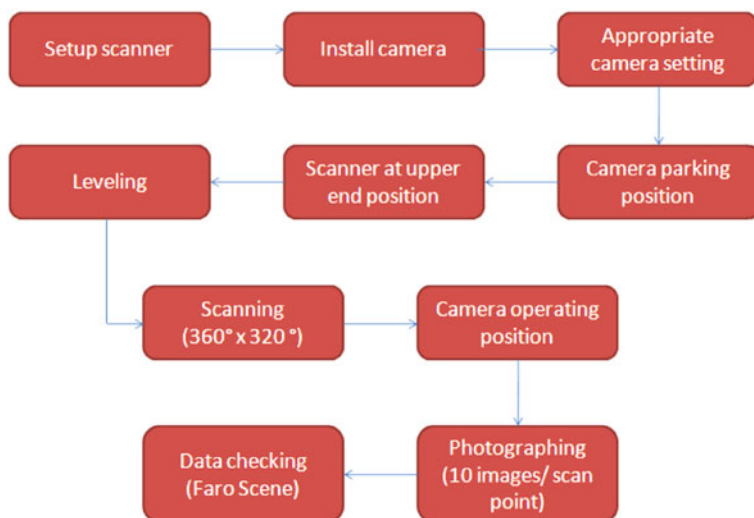 Setup scanner
Install camera
Appropriate
camera setting
Camera parking
position
Scanner at upper
end position
Leveling
Scanning
(360° x 320 °)
Camera operating
position
Photographing
(10 images/ scan
point)
Data checking
(Faro Scene)